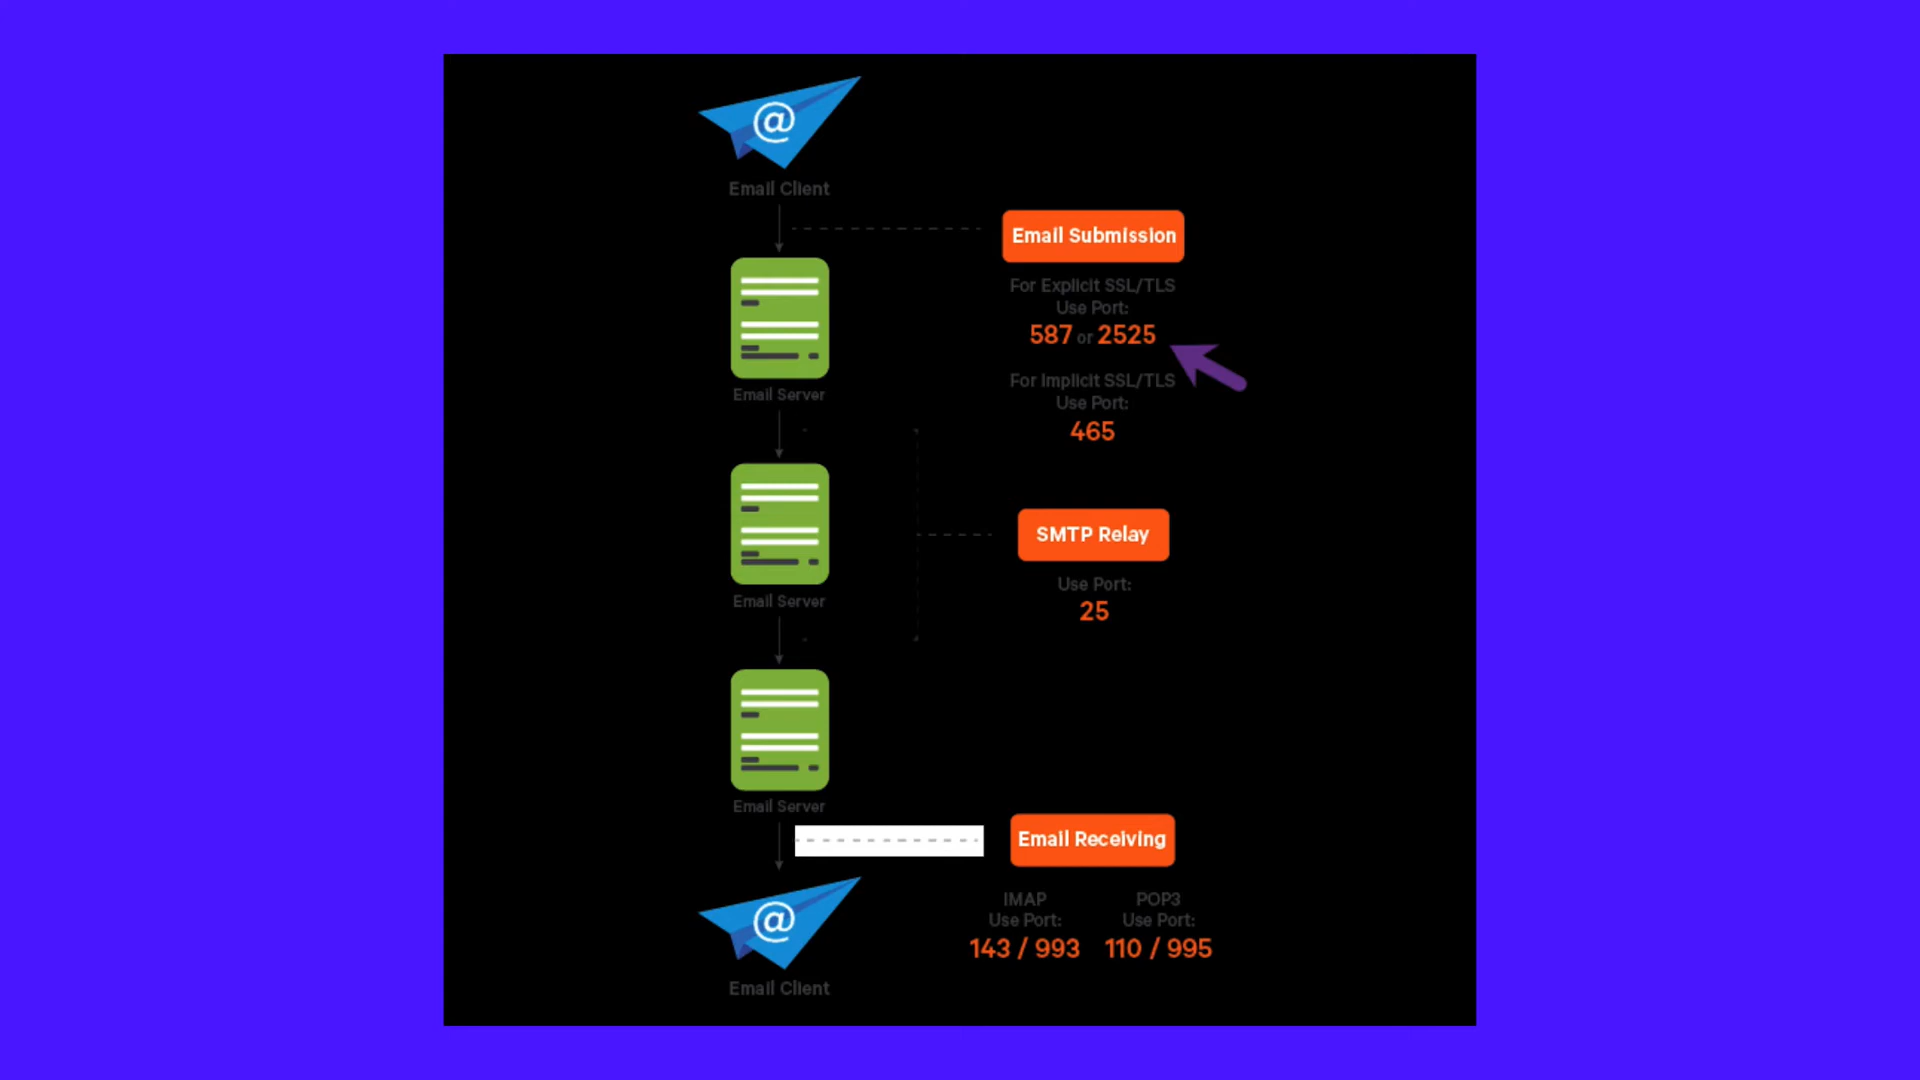 @
Email Client
Email Submission
For Explicit SSL/TLS
Use Port:
587 or 2525
For Implicit SSL/TLS
Use Port:
465
Email Server
SMTP Relay
Use Port:
25
Email Server
Email Server
Email Receiving
IMAP
Use Port:
143 / 993
POP3
Use Port:
110 / 995
@
Email Client